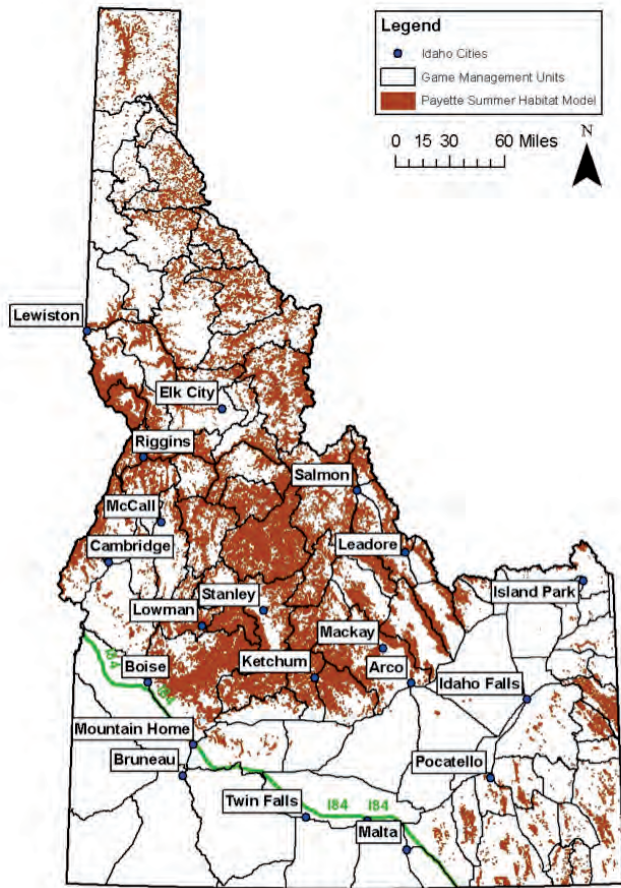 Legend
Idaho Cities
Game Management Units
Payette Summer Habitat Model
0 15 30 60 Miles
N
Lewiston
Elk City
Riggins
Salmon
McCall
Cambridge
Leadore
Stanley
Island Park
Lowman
Mackay
Boise
Ketchum
Arco
Idaho Falls
I84
I84
Mountain Home
Bruneau
Pocatello
Twin Falls
I84 I84
Malta